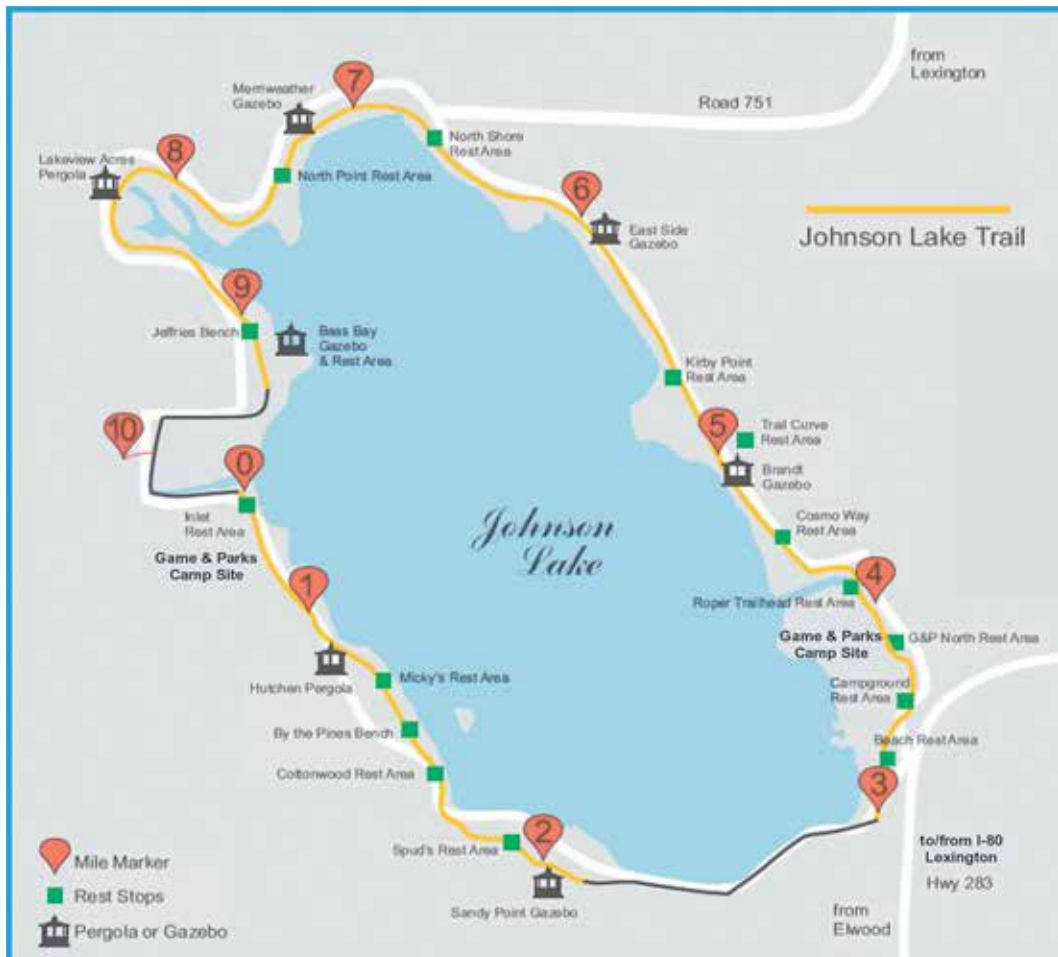 from
Lexington
Merriweather
Gazebo
7
Road 751
North Shore
Rest Area
8
Lakeview Acres
Pergola
North Point Rest Area
6
East Side
Gazebo
Johnson Lake Trail
9
Jeffries Bench
Bass Bay
Gazebo
& Rest Area
Kirby Point
Rest Area
5
Trail Curve
Rest Area
10
Brandt
Gazebo
0
Inlet
Rest Area
Johnson
Lake
Cosmo Way
Rest Area
Game & Parks
Camp Site
1
4
Roper Trailhead Rest Area
Game & Parks
Camp Site
G&P North Rest Area
Hutchen Pergola
Micky's Rest Area
Campground
Rest Area
By the Pines Bench
Beach Rest Area
Cottonwood Rest Area
3
2
Spud's Rest Area
to/from I-80
Lexington
Hwy 283
Mile Marker
Rest Stops
Sandy Point Gazebo
from
Elwood
Pergola or Gazebo